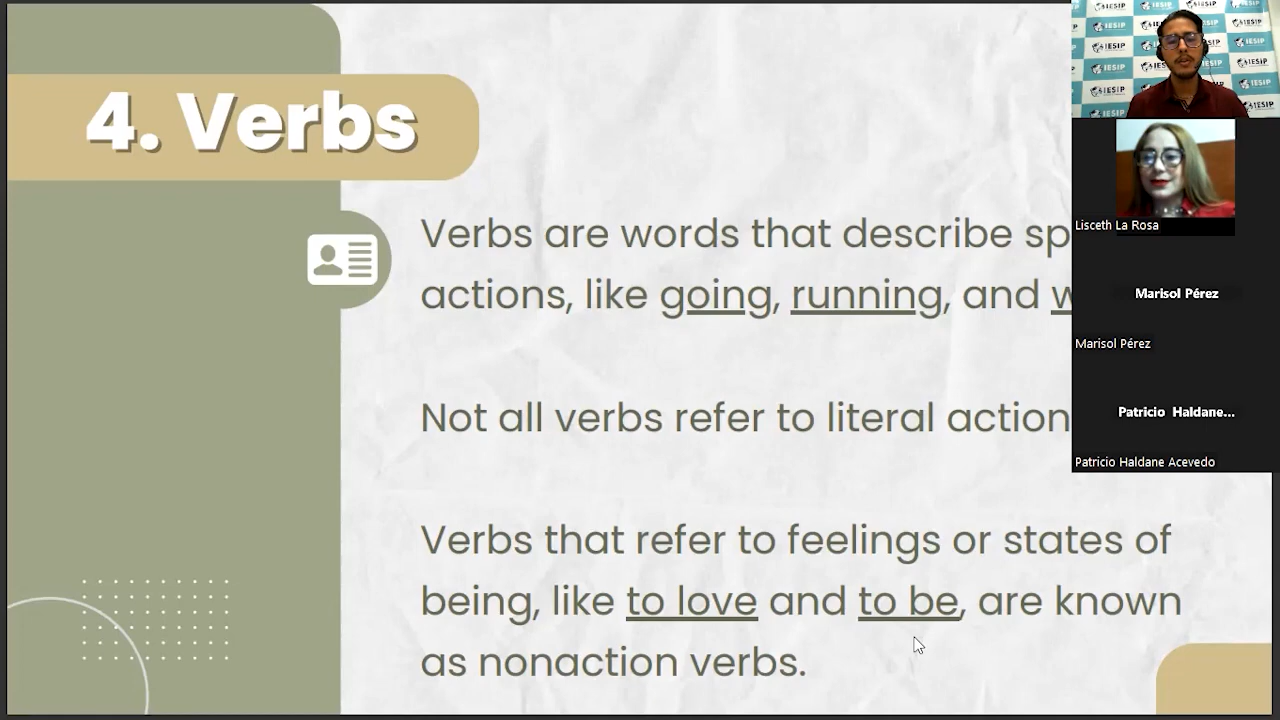 4. Verbs
Verbs are words that describe
actions, like going, running, and
Not all verbs refer to literal action
Verbs that refer to feelings or states of
being, like to love and to be, are known
as nonaction verbs.
IESIP
Lisceth La Rosa
Marisol Pérez
Marisol Pérez
Patricio Haldane...
Patricio Haldane Acevedo